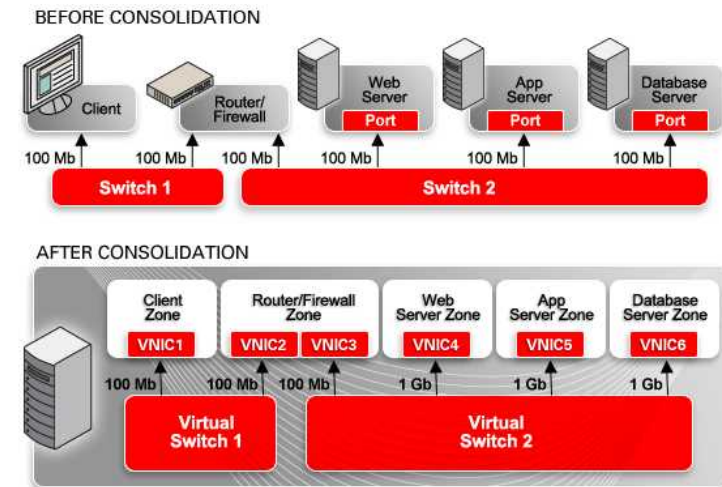 BEFORE CONSOLIDATION
Client
Router/
Firewall
Web
Server
Port
App
Server
Port
Database
Server
Port
100 Mb
100 Mb
100 Mb
100 Mb
100 Mb
100 Mb
Switch 1
Switch 2
AFTER CONSOLIDATION
Client
Zone
VNIC1
Router/Firewall
Zone
VNIC2
VNIC3
Web
Server Zone
VNIC4
App
Server Zone
VNIC5
Database
Server Zone
VNIC6
100 Mb
100 Mb
100 Mb
1 Gb
1 Gb
1 Gb
Virtual
Switch 1
Virtual
Switch 2